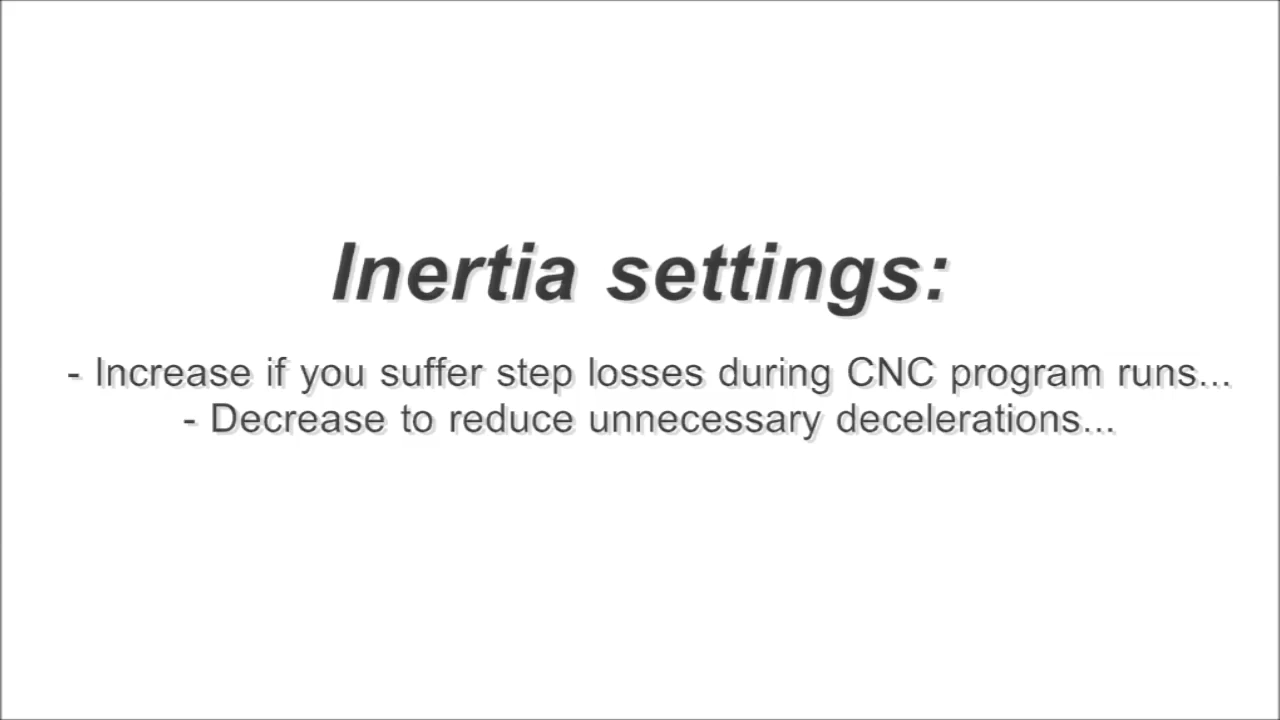 Inertia settings:
- Increase if you suffer step losses during CNC program runs...
- Decrease to reduce unnecessary decelerations...